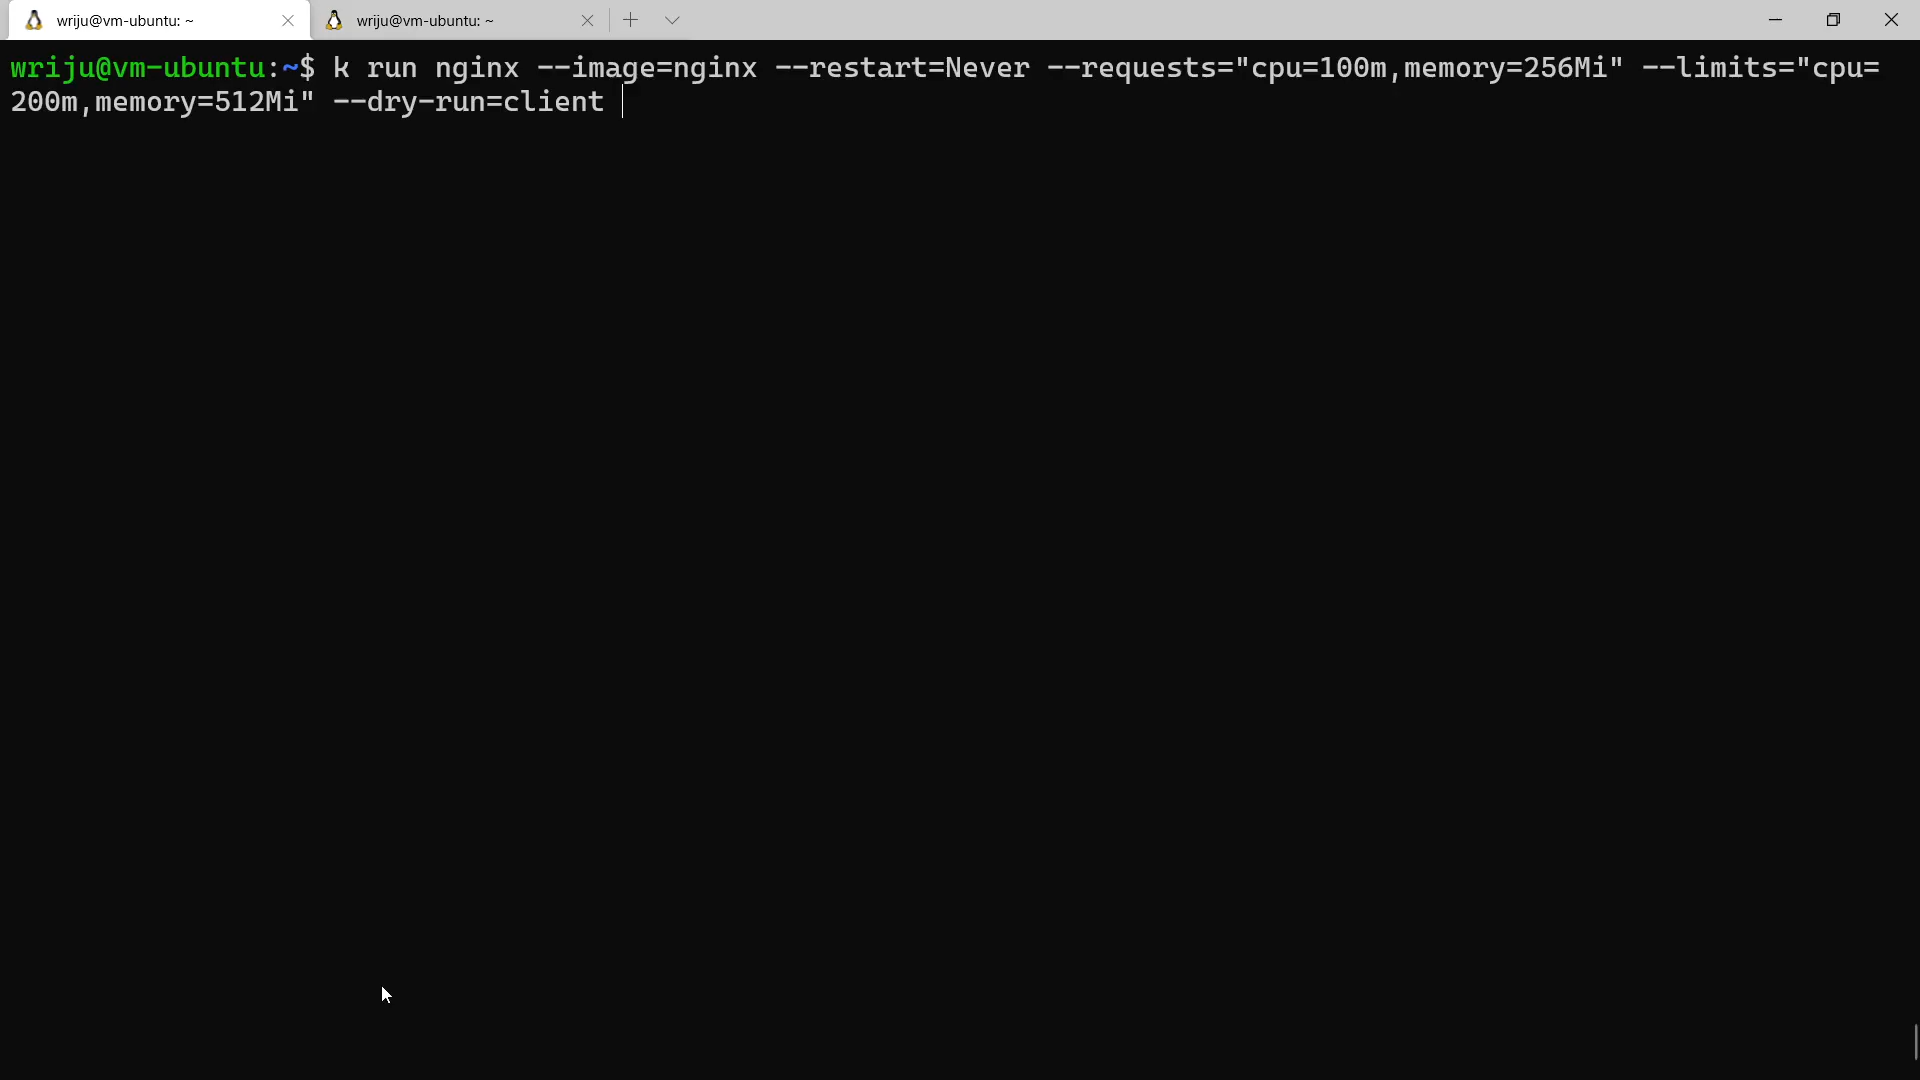 wriju@vm-ubuntu: ~
wriju@vm-ubuntu: ~
wriju@vm-ubuntu:~$ k run nginx --image=nginx --restart=Never --requests="cpu=100m,memory=256Mi" --limits="cpu=
200m,memory=512Mi" --dry-run=client